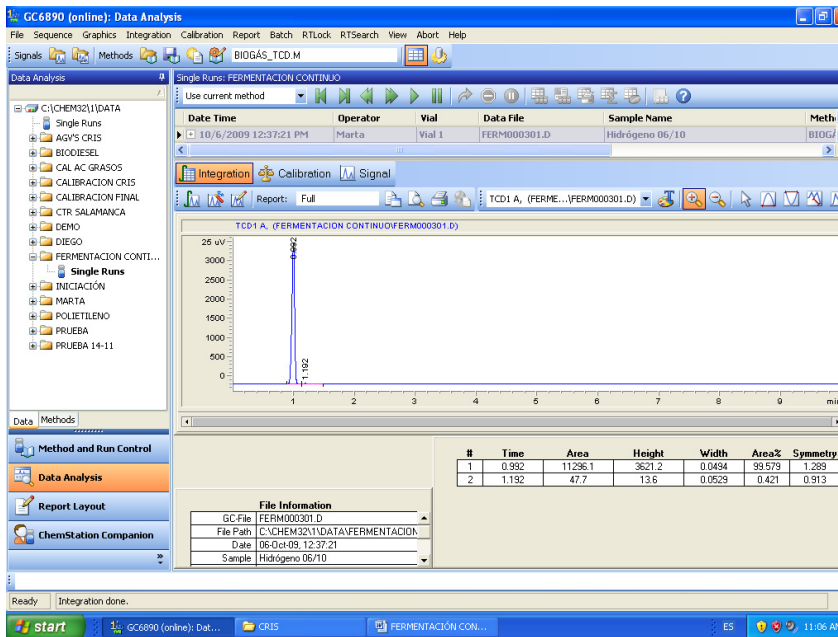 GC6890 (online): Data Analysis
File Sequence Graphics Integration Calibration Report Batch RTLock RTSearch View Abort Help
Signals Methods BIOGÁS_TCD.M
Data Analysis
C:\CHEM32\1\DATA
Single Runs
AGV'S CRIS
BIODIESEL
CAL AC GRASOS
CALIBRACION CRIS
CALIBRACION FINAL
CTR SALAMANCA
DEMO
DIEGO
FERMENTACION CONTI...
Single Runs
INICIACIÓN
MARTA
POLIETILENO
PRUEBA
PRUEBA 14-11
Data Methods
Method and Run Control
Data Analysis
Report Layout
ChemStation Companion
Single Runs: FERMENTACION CONTINUO
Use current method
Date Time Operator Vial Data File Sample Name Meth
10/6/2009 12:37:21 PM Marta Vial 1 FERM000301.D Hidrógeno 06/10 BIOGÁ
Integration Calibration Signal
Report: Full TCD1 A, (FERME...\FERM000301.D)
TCD1 A, (FERMENTACION CONTINUO\FERM000301.D)
25 uV
3000
2500
2000
1500
1000
500
0
0.992
1.192
1 2 3 4 5 6 7 8 9 mi
# Time Area Height Width Area% Symmetry
1 0.992 11296.1 3621.2 0.0494 99.579 1.289
2 1.192 47.7 13.6 0.0529 0.421 0.913
File Information
GC-File FERM000301.D
File Path C:\CHEM32\1\DATA\FERMENTACION
Date 06-Oct-09, 12:37:21
Sample Hidrógeno 06/10
Ready Integration done.
start GC6890 (online): Dat... CRIS FERMENTACIÓN CON... ES 11:06 AM